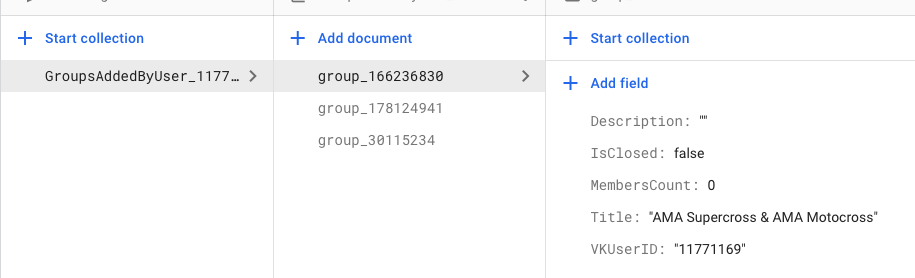 Start collection
GroupsAddedByUser_1177…
Add document
group_166236830
group_178124941
group_30115234
Start collection
Add field
Description: ""
IsClosed: false
MembersCount: 0
Title: "AMA Supercross & AMA Motocross"
VKUserID: "11771169"